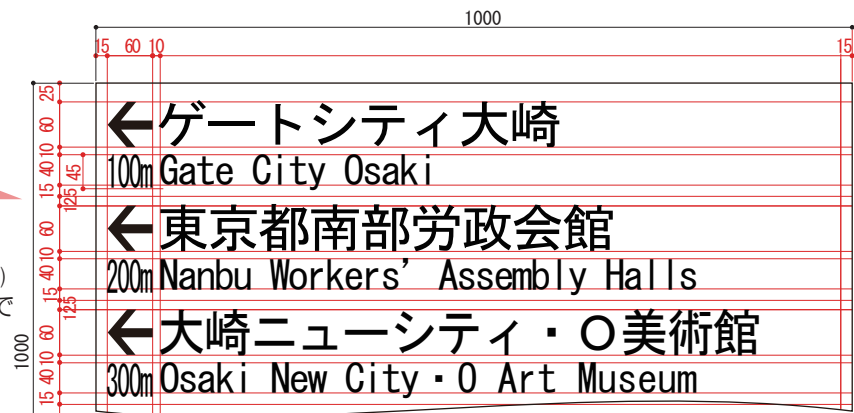 1000
15 60 10 15
25
60
←ゲートシティ大崎
10
40 45
100m Gate City Osaki
15
12.5
60
←東京都南部労政会館
10
40
200m Nanbu Workers’ Assembly Halls
15
12.5
)
で
1000
60
←大崎ニューシティ・O美術館
10
40
300m Osaki New City・O Art Museum
15